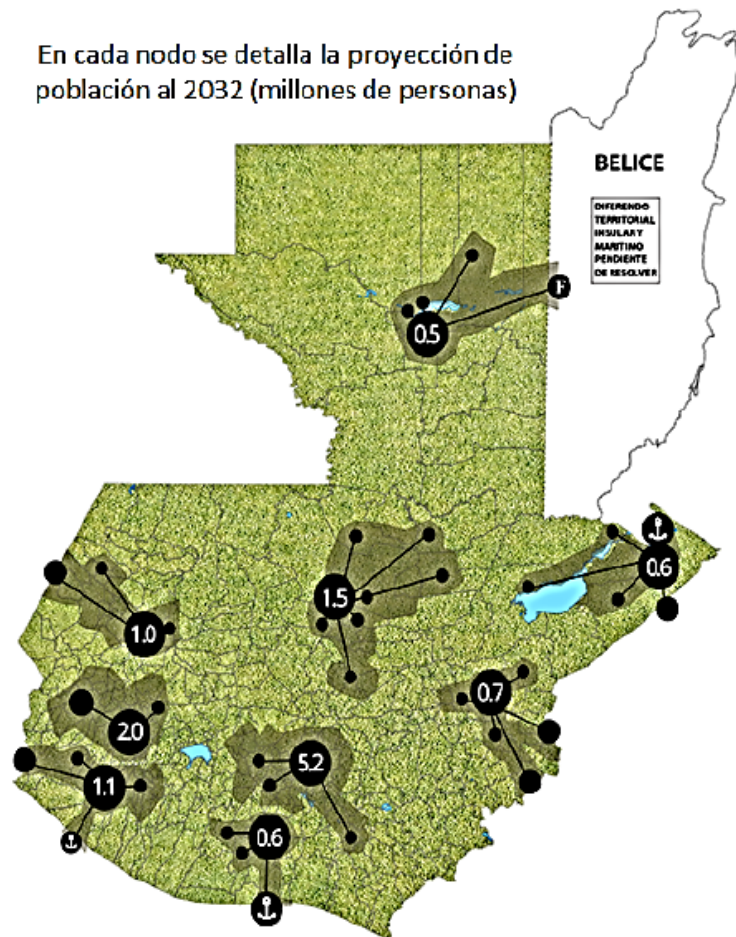 En cada nodo se detalla la proyección de
población al 2032 (millones de personas)
BELICE
DIFERENDO
TERRITORIAL
INSULAR Y
MARITIMO
PENDIENTE
DE RESOLVER
0.5
0.6
1.5
1.0
0.7
2.0
5.2
1.1
0.6